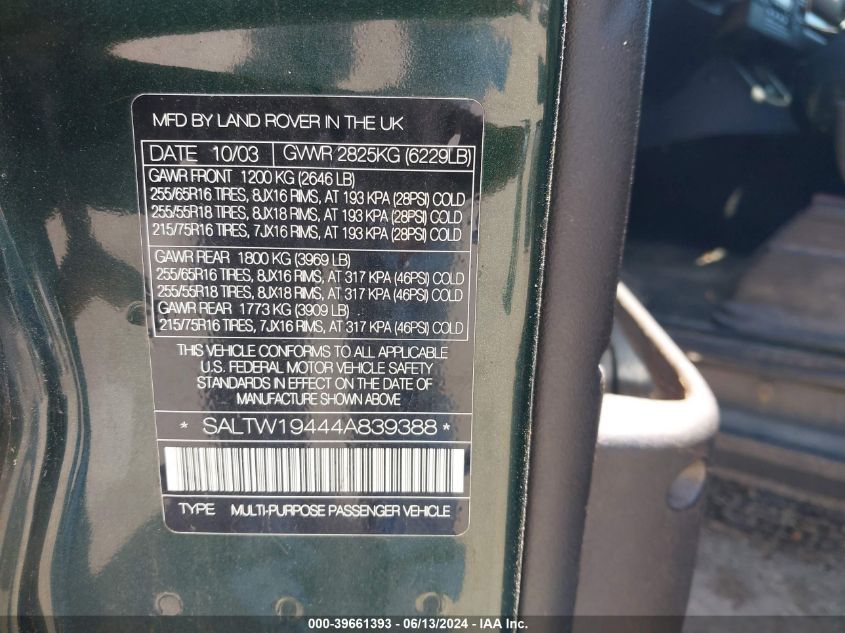 MFD BY LAND ROVER IN THE UK
DATE 10/03 GVWR 2825KG (6229LB)
GAWR FRONT 1200 KG (2646 LB)
255/65R16 TIRES, 8JX16 RIMS, AT 193 KPA (28PSI) COLD
255/55R18 TIRES, 8JX18 RIMS, AT 193 KPA (28PSI) COLD
215/75R16 TIRES, 7JX16 RIMS, AT 193 KPA (28PSI) COLD
GAWR REAR 1800 KG (3969 LB)
255/65R16 TIRES, 8JX16 RIMS, AT 317 KPA (46PSI) COLD
255/55R18 TIRES, 8JX18 RIMS, AT 317 KPA (46PSI) COLD
GAWR REAR 1773 KG (3909 LB)
215/75R16 TIRES, 7JX16 RIMS, AT 317 KPA (46PSI) COLD
THIS VEHICLE CONFORMS TO ALL APPLICABLE
U.S. FEDERAL MOTOR VEHICLE SAFETY
STANDARDS IN EFFECT ON THE DATE OF
MANUFACTURE SHOWN ABOVE
* SALTW19444A839388 *
TYPE MULTI-PURPOSE PASSENGER VEHICLE
000-39661393 - 06/13/2024 - IAA, Inc.